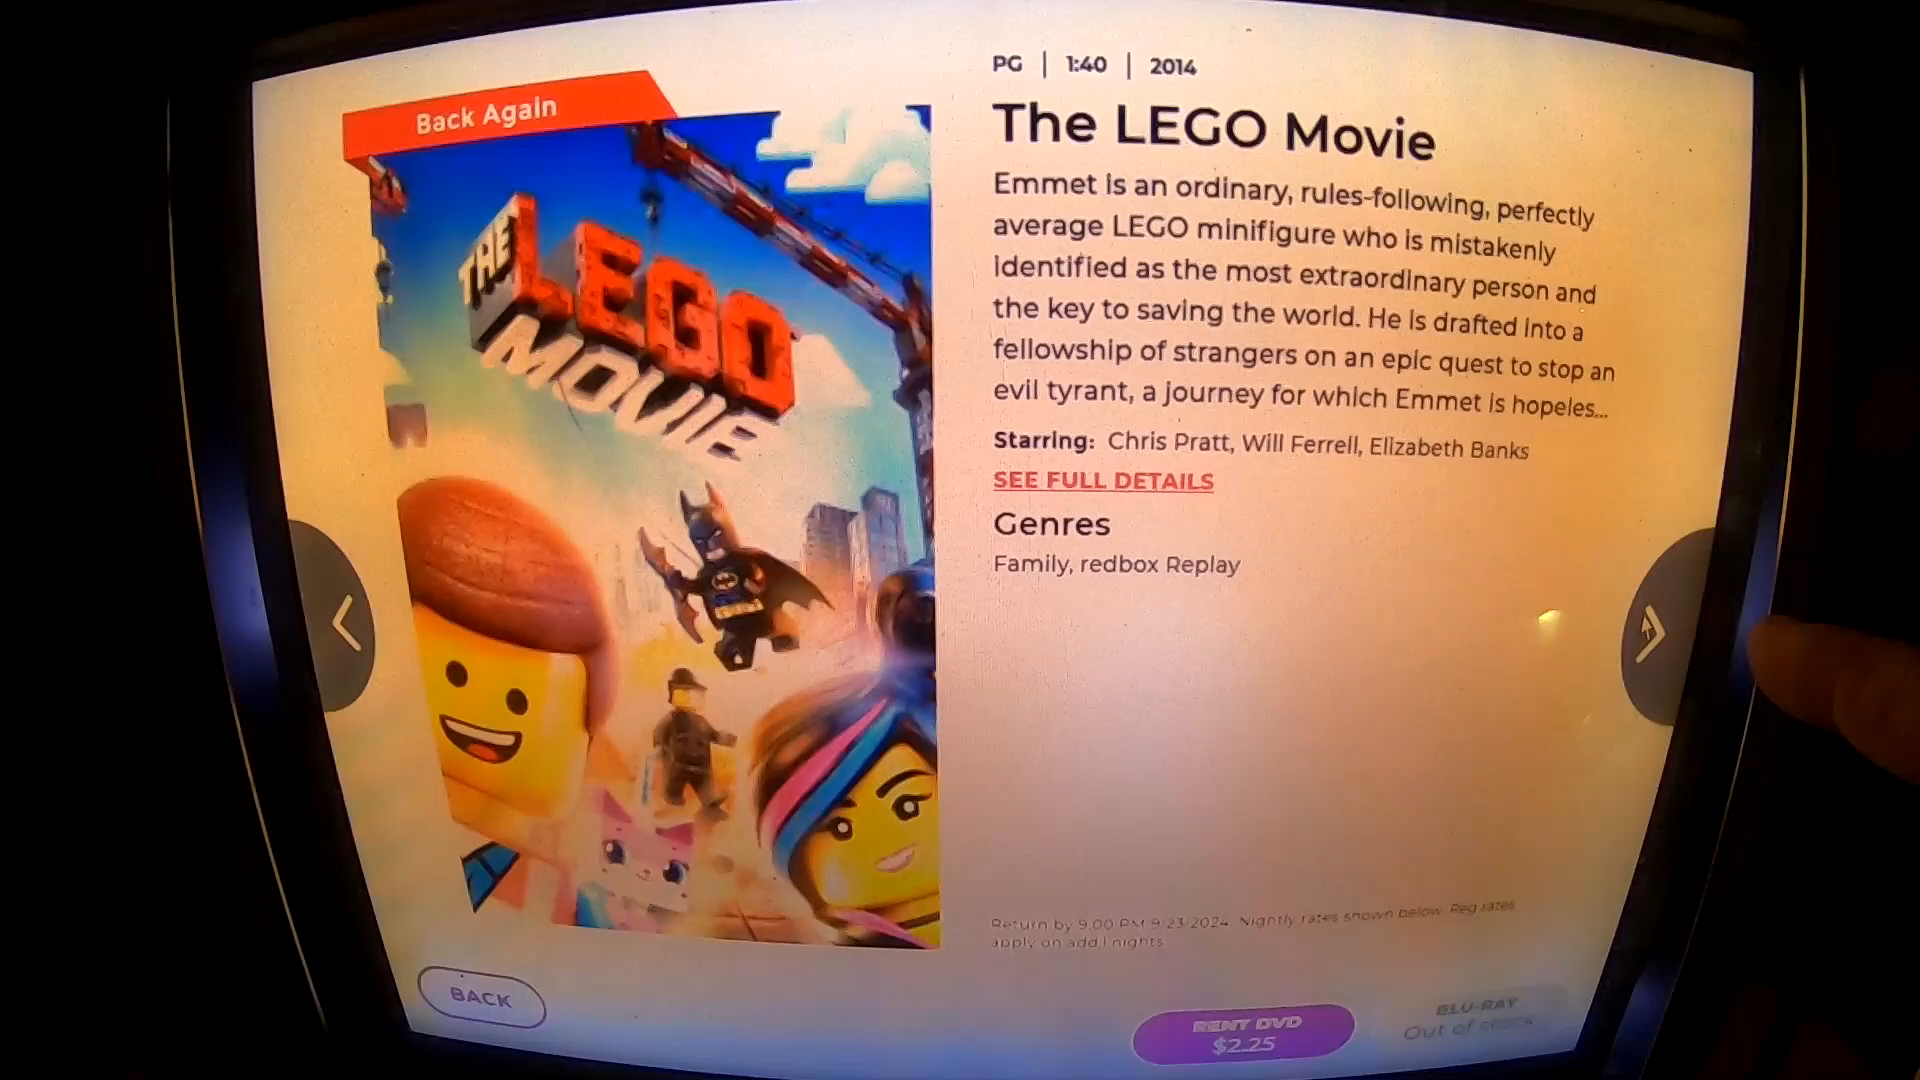 PG | 1:40 | 2014
Back Again
The LEGO Movie
Emmet is an ordinary, rules-following, perfectly
average LEGO minifigure who is mistakenly
identified as the most extraordinary person and
the key to saving the world. He is drafted into a
fellowship of strangers on an epic quest to stop an
evil tyrant, a journey for which Emmet is hopeles...
Starring: Chris Pratt, Will Ferrell, Elizabeth Banks
SEE FULL DETAILS
Genres
Family, redbox Replay
THE
LEGO
MOVIE
Return by 9:00 PM 9/23/2024. Nightly rates shown below. Reg rates
apply on add'l nights
BACK
RENT DVD
$2.25
BLU-RAY
Out of stock